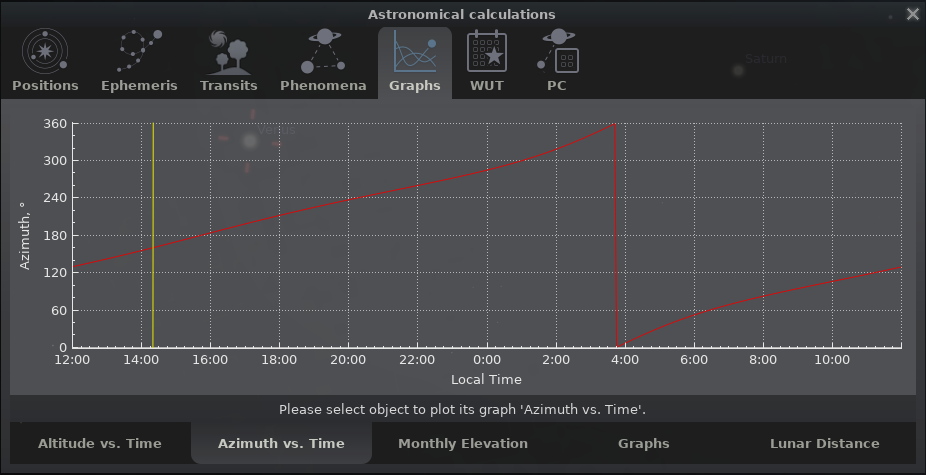 Astronomical calculations
Positions Ephemeris Transits Phenomena Graphs WUT PC
Saturn
Venus
360
300
240
180
120
60
0
Azimuth, °
12:00 14:00 16:00 18:00 20:00 22:00 0:00 2:00 4:00 6:00 8:00 10:00
Local Time
Please select object to plot its graph 'Azimuth vs. Time'.
Altitude vs. Time Azimuth vs. Time Monthly Elevation Graphs Lunar Distance